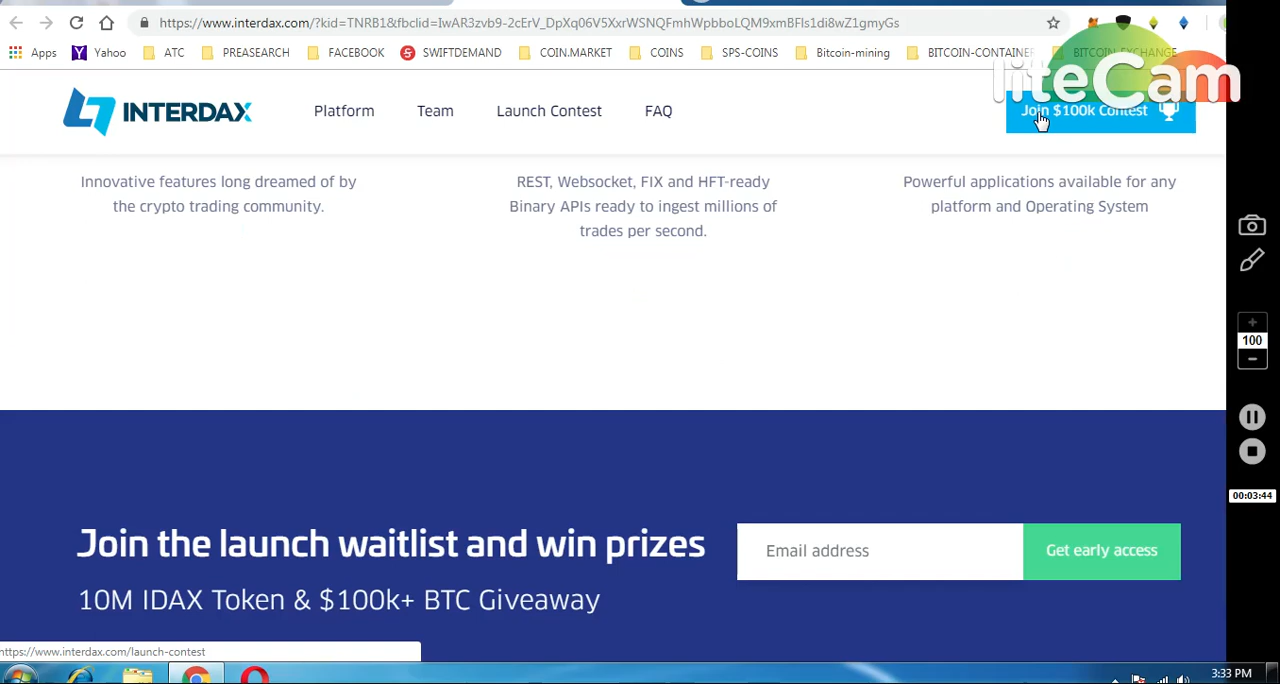 https://www.interdax.com/?kid=TNRB1&fbclid=IwAR3zvb9-2cErV_DpXq06V5XxrWSNQFmhWpbboLQM9xmBFIs1di8wZ1gmyGs
Apps Yahoo ATC PREASEARCH FACEBOOK SWIFTDEMAND COIN.MARKET COINS SPS-COINS Bitcoin-mining BITCOIN-CONTAINER BITCOIN-EXCHANGE
liteCam
INTERDAX Platform Team Launch Contest FAQ Join $100k Contest
Innovative features long dreamed of by
the crypto trading community.
REST, Websocket, FIX and HFT-ready
Binary APIs ready to ingest millions of
trades per second.
Powerful applications available for any
platform and Operating System
100
00:03:44
Join the launch waitlist and win prizes
10M IDAX Token & $100k+ BTC Giveaway
Email address
Get early access
https://www.interdax.com/launch-contest
3:33 PM